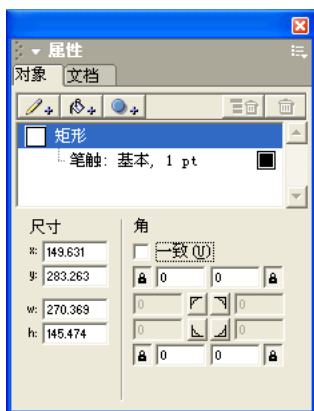 属性
对象 文档
矩形
笔触: 基本, 1 pt
尺寸 角
x: 149.631
y: 283.263
w: 270.369
h: 145.474
一致(U)
0 0
0 0
0 0
0 0